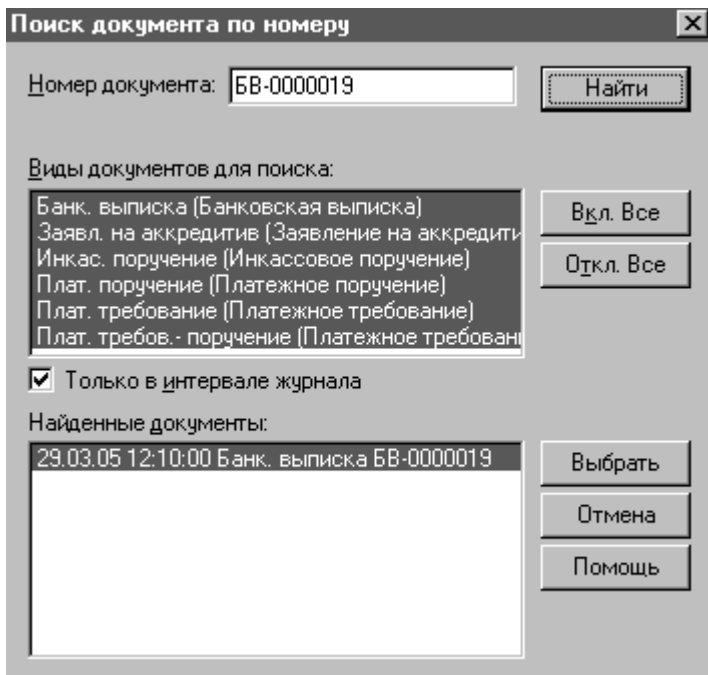 Поиск документа по номеру
Номер документа: БВ-0000019
Найти
Виды документов для поиска:
Банк. выписка (Банковская выписка)
Заявл. на аккредитив (Заявление на аккредити
Инкас. поручение (Инкассовое поручение)
Плат. поручение (Платежное поручение)
Плат. требование (Платежное требование)
Плат. требов.- поручение (Платежное требован
Вкл. Все
Откл. Все
Только в интервале журнала
Найденные документы:
29.03.05 12:10:00 Банк. выписка БВ-0000019
Выбрать
Отмена
Помощь